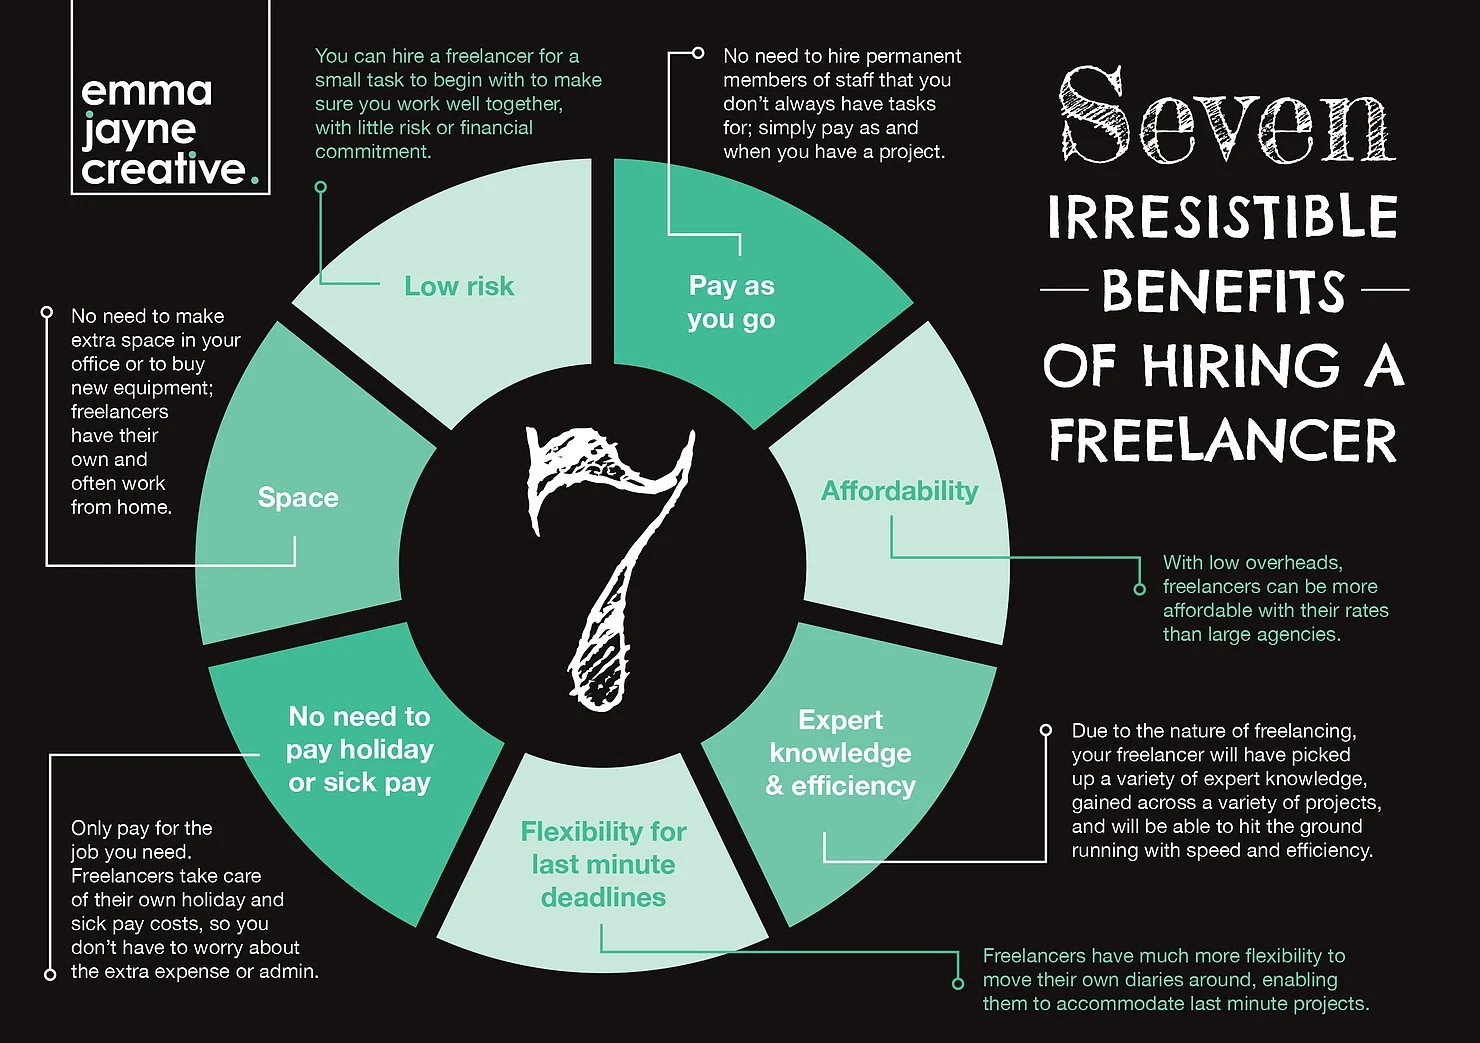 emma
jayne
creative.
Seven
IRRESISTIBLE
BENEFITS
OF HIRING A
FREELANCER
7
Pay as
you go
No need to hire permanent
members of staff that you
don't always have tasks
for; simply pay as and
when you have a project.
Affordability
With low overheads,
freelancers can be more
affordable with their rates
than large agencies.
Expert
knowledge
& efficiency
Due to the nature of freelancing,
your freelancer will have picked
up a variety of expert knowledge,
gained across a variety of projects,
and will be able to hit the ground
running with speed and efficiency.
Flexibility for
last minute
deadlines
Freelancers have much more flexibility to
move their own diaries around, enabling
them to accommodate last minute projects.
No need to
pay holiday
or sick pay
Only pay for the
job you need.
Freelancers take care
of their own holiday and
sick pay costs, so you
don't have to worry about
the extra expense or admin.
Space
No need to make
extra space in your
office or to buy
new equipment;
freelancers
have their
own and
often work
from home.
Low risk
You can hire a freelancer for a
small task to begin with to make
sure you work well together,
with little risk or financial
commitment.